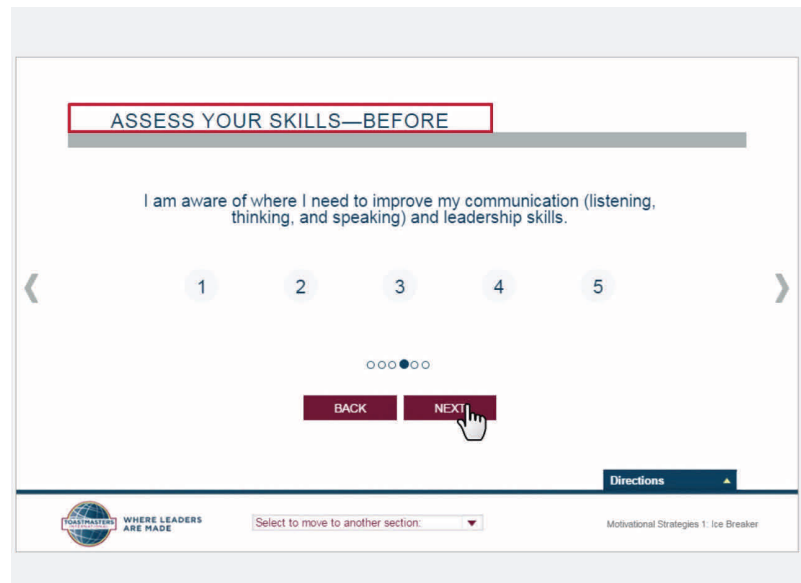 ASSESS YOUR SKILLS—BEFORE
I am aware of where I need to improve my communication (listening,
thinking, and speaking) and leadership skills.
1 2 3 4 5
BACK NEXT
Directions
TOASTMASTERS
INTERNATIONAL
WHERE LEADERS
ARE MADE
Select to move to another section:
Motivational Strategies 1: Ice Breaker